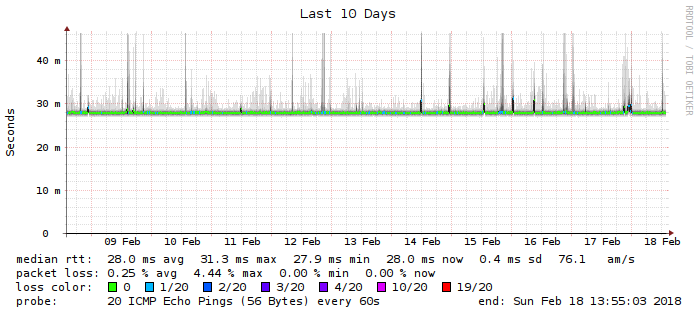 Last 10 Days
RRDTOOL / TOBI OETIKER
Seconds
40 m
30 m
20 m
10 m
0
09 Feb 10 Feb 11 Feb 12 Feb 13 Feb 14 Feb 15 Feb 16 Feb 17 Feb 18 Feb
median rtt: 28.0 ms avg 31.3 ms max 27.9 ms min 28.0 ms now 0.4 ms sd 76.1 am/s
packet loss: 0.25 % avg 4.44 % max 0.00 % min 0.00 % now
loss color: 0 1/20 2/20 3/20 4/20 10/20 19/20
probe: 20 ICMP Echo Pings (56 Bytes) every 60s end: Sun Feb 18 13:55:03 2018